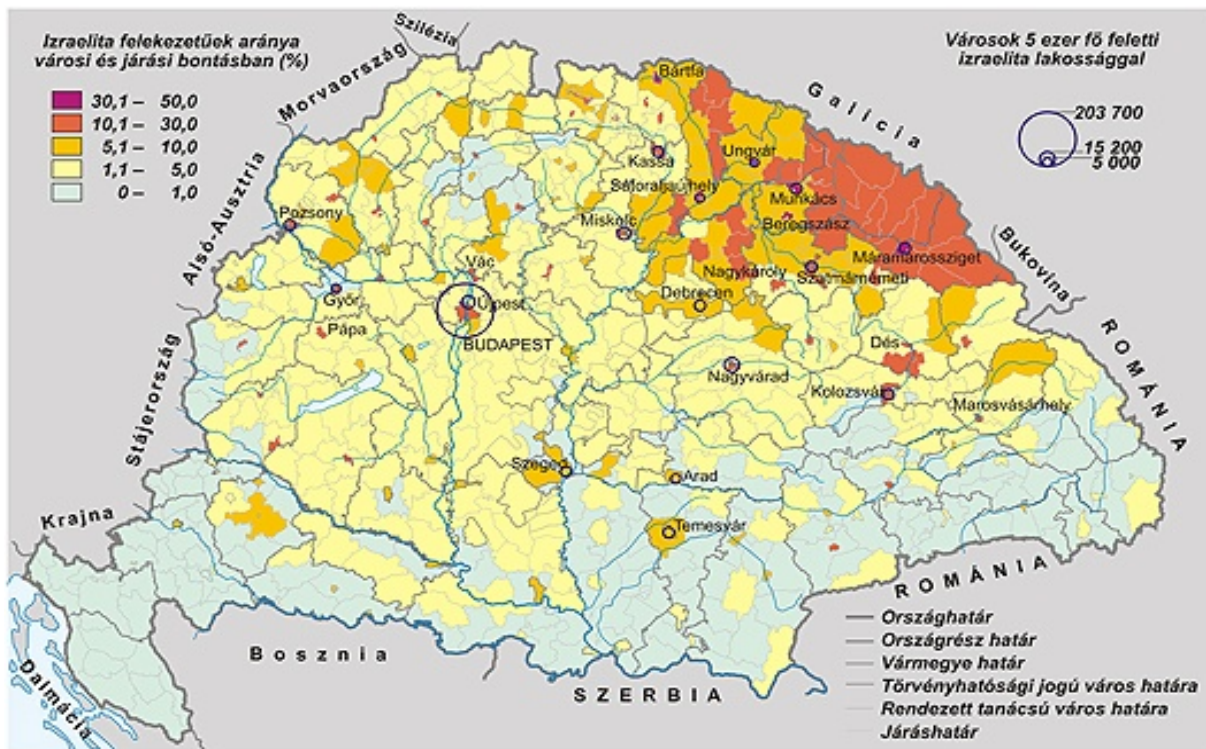 Izraelita felekezetűek aránya
városi és járási bontásban (%)
30,1 – 50,0
10,1 – 30,0
5,1 – 10,0
1,1 – 5,0
0 – 1,0
Városok 5 ezer fő feletti
izraelita lakossággal
203 700
15 200
5 000
Szilézia
Morvaország
Galícia
Alsó-Ausztria
Bukovina
Stájerország
ROMÁNIA
Krajna
Bártfa
Kassa
Ungvár
Sátoraljaújhely
Munkács
Pozsony
Miskolc
Beregszász
Máramarossziget
Vác
Nagykároly
Szatmárnémeti
Győr
Újpest
Debrecen
Pápa
BUDAPEST
Dés
Nagyvárad
Kolozsvár
Marosvásárhely
Szeged
Arad
Temesvár
ROMÁNIA
Bosznia
SZERBIA
Dalmácia
Országhatár
Országrész határ
Vármegye határ
Törvényhatósági jogú város határa
Rendezett tanácsú város határa
Járáshatár